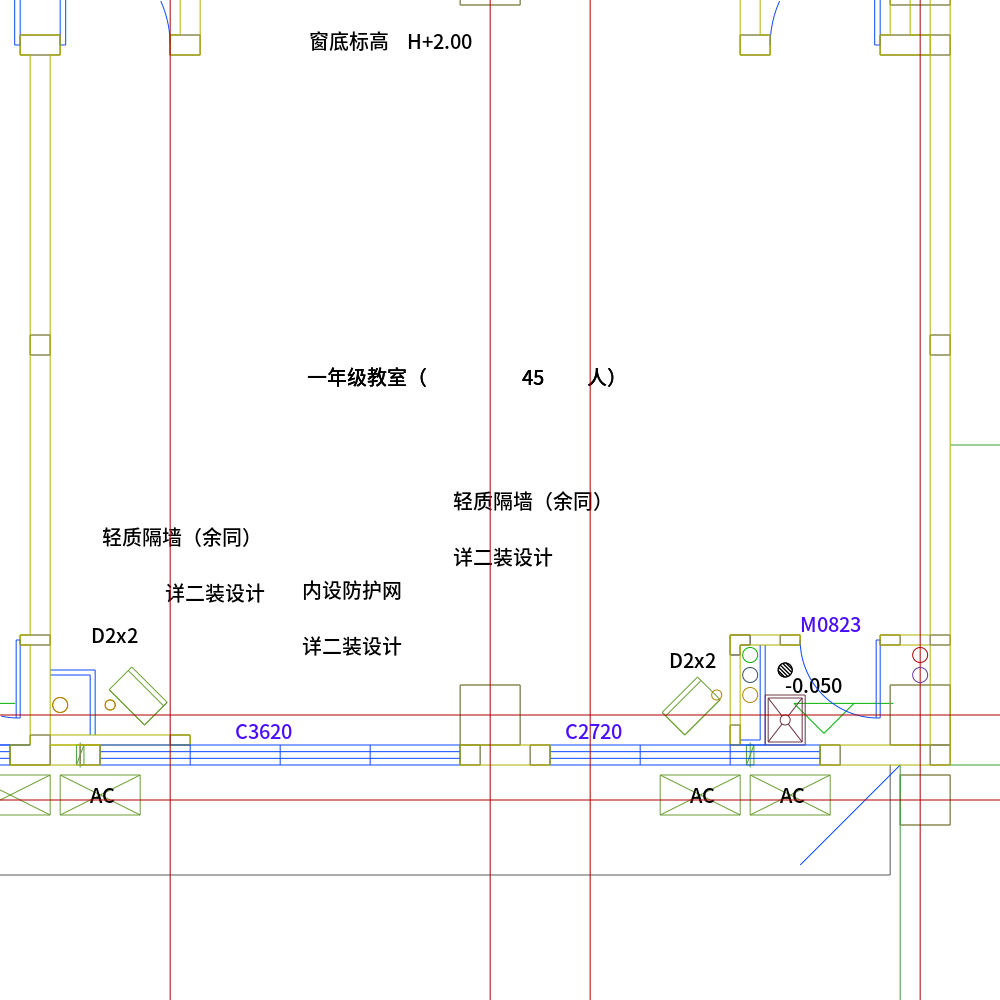 窗底标高 H+2.00
一年级教室（ 45 人）
轻质隔墙（余同）
详二装设计
轻质隔墙（余同）
详二装设计
内设防护网
详二装设计
D2x2
M0823
D2x2
-0.050
C3620
C2720
AC
AC
AC